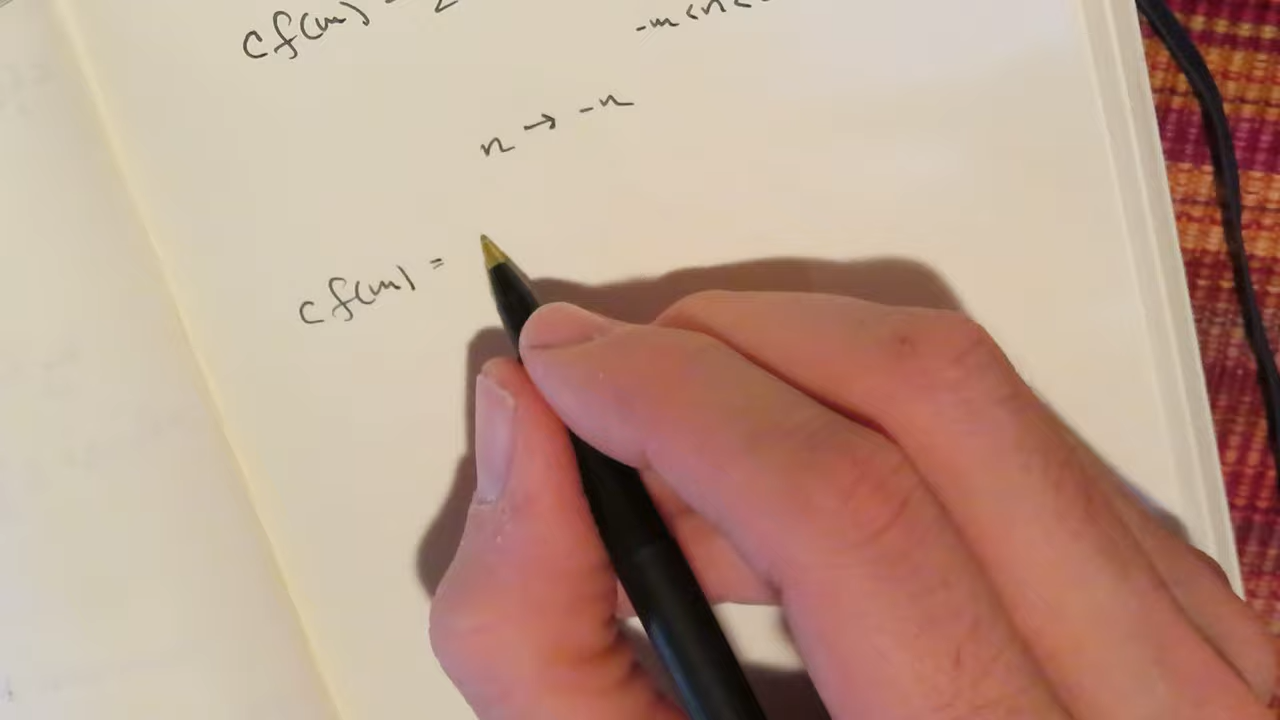 cf(m) =
-m<n<
n → -n
cf(m) =